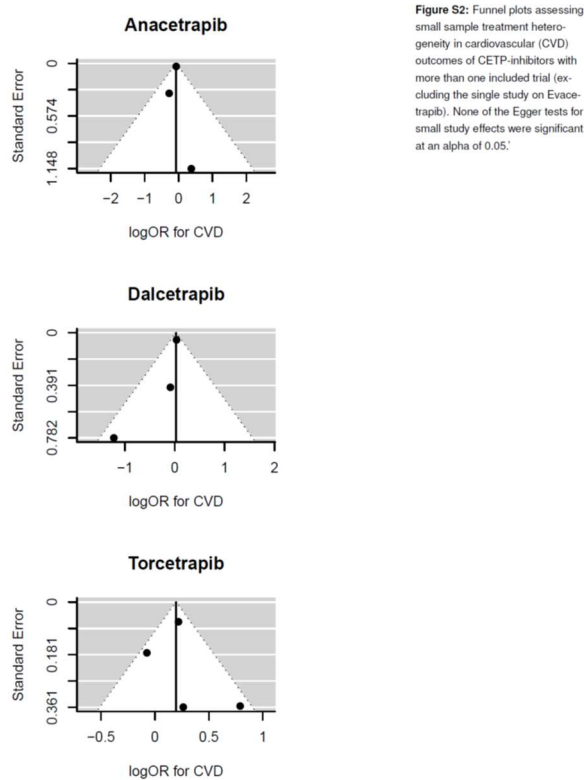 Anacetrapib
Standard Error
0
0.574
1.148
−2
−1
0
1
2
logOR for CVD
Figure S2: Funnel plots assessing
small sample treatment hetero-
geneity in cardiovascular (CVD)
outcomes of CETP-inhibitors with
more than one included trial (ex-
cluding the single study on Evace-
trapib). None of the Egger tests for
small study effects were significant
at an alpha of 0.05.'
Dalcetrapib
Standard Error
0
0.391
0.782
−1
0
1
2
logOR for CVD
Torcetrapib
Standard Error
0
0.181
0.361
−0.5
0
0.5
1
logOR for CVD